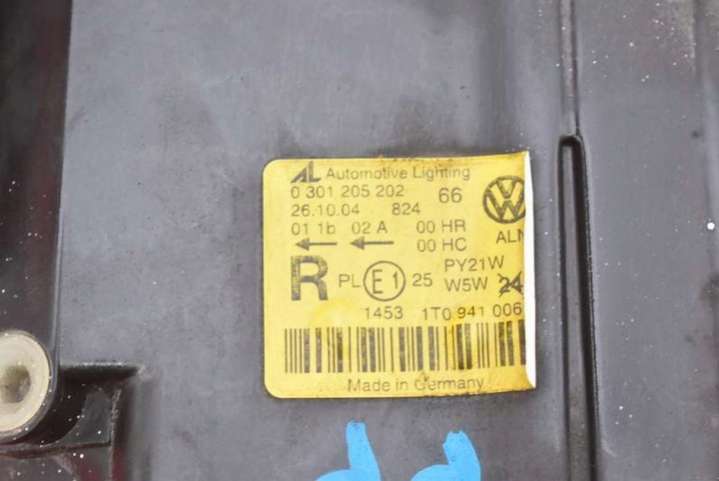 AL Automotive Lighting
0 301 205 202 66
26.10.04 824
01 1b 02 A 00 HR
00 HC
ALN
R PL E1 25 PY21W
W5W 24
1453 1T0 941 006
Made in Germany